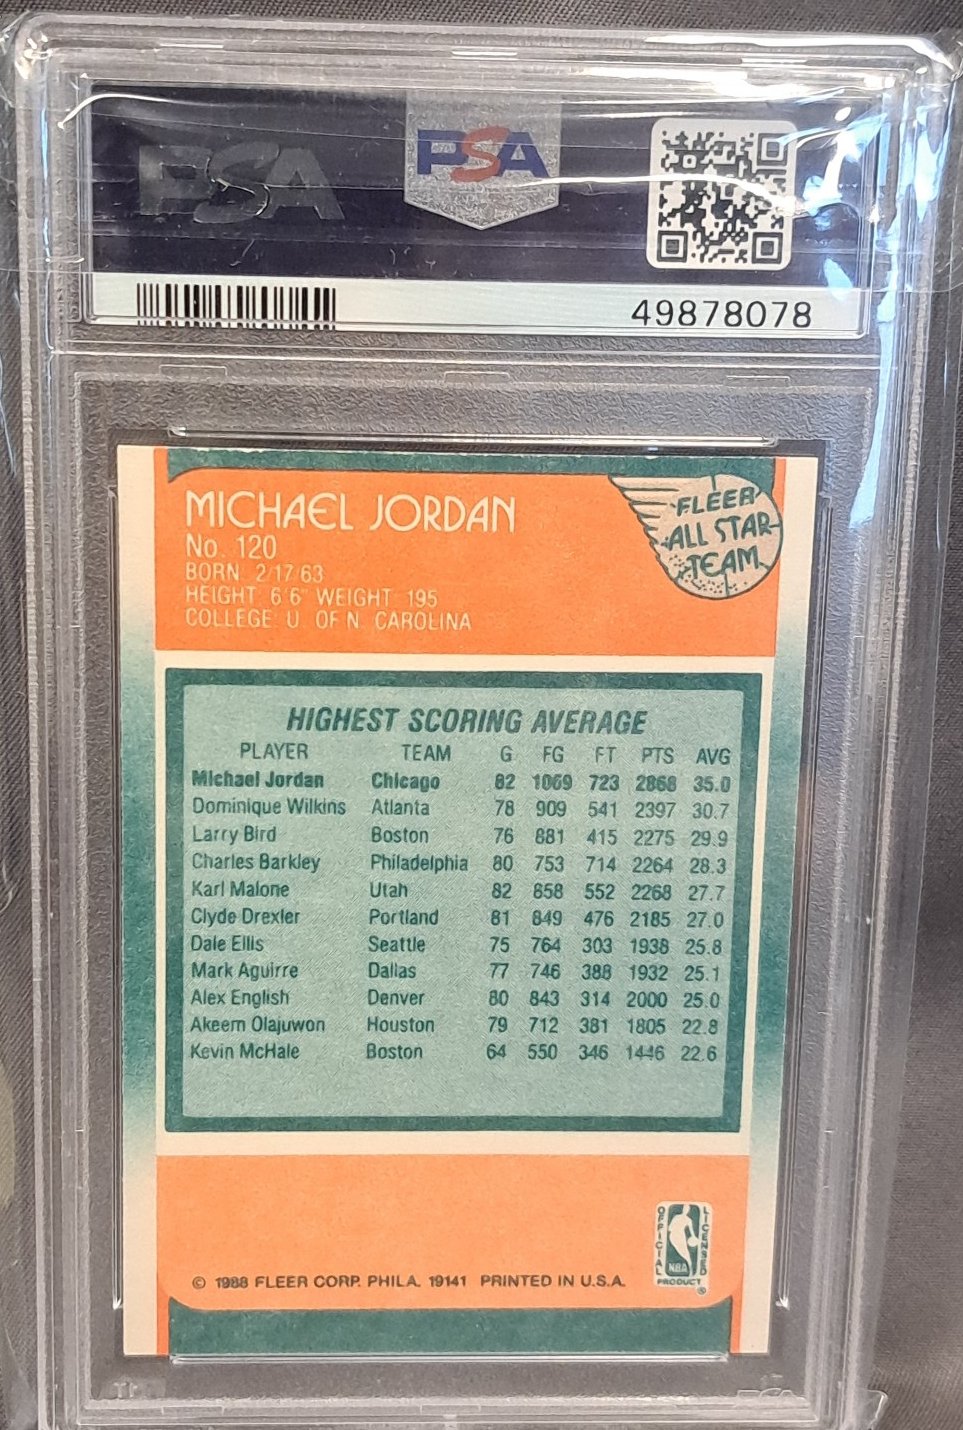 PSA PSA
49878078
MICHAEL JORDAN
No. 120
BORN 2/17/63
HEIGHT 6'6" WEIGHT 195
COLLEGE U. OF N. CAROLINA
FLEER
ALL STAR
TEAM
HIGHEST SCORING AVERAGE
PLAYER TEAM G FG FT PTS AVG
Michael Jordan Chicago 82 1069 723 2868 35.0
Dominique Wilkins Atlanta 78 909 541 2397 30.7
Larry Bird Boston 76 881 415 2275 29.9
Charles Barkley Philadelphia 80 753 714 2264 28.3
Karl Malone Utah 82 858 552 2268 27.7
Clyde Drexler Portland 81 849 476 2185 27.0
Dale Ellis Seattle 75 764 303 1938 25.8
Mark Aguirre Dallas 77 746 388 1932 25.1
Alex English Denver 80 843 314 2000 25.0
Akeem Olajuwon Houston 79 712 381 1805 22.8
Kevin McHale Boston 64 550 346 1446 22.6
OFFICIAL LICENSED
NBA
PRODUCT
®
© 1988 FLEER CORP. PHILA. 19141 PRINTED IN U.S.A.
PSA